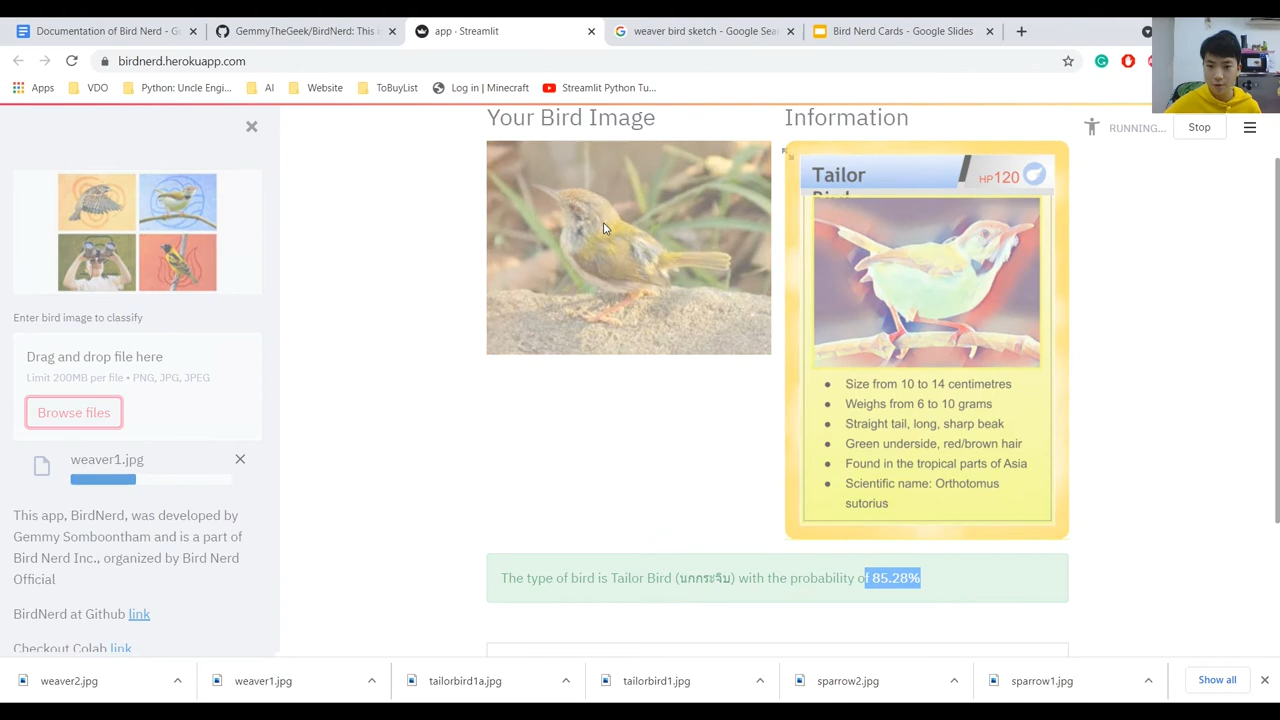 Documentation of Bird Nerd - G
GemmyTheGeek/BirdNerd: This i
app · Streamlit
weaver bird sketch - Google Sea
Bird Nerd Cards - Google Slides
birdnerd.herokuapp.com
Apps
VDO
Python: Uncle Engi...
AI
Website
ToBuyList
Log in | Minecraft
Streamlit Python Tu...
RUNNING...
Stop
Enter bird image to classify
Drag and drop file here
Limit 200MB per file • PNG, JPG, JPEG
Browse files
weaver1.jpg
This app, BirdNerd, was developed by
Gemmy Somboontham and is a part of
Bird Nerd Inc., organized by Bird Nerd
Official
BirdNerd at Github link
Checkout Colab link
Your Bird Image
Information
Tailor
HP120
• Size from 10 to 14 centimetres
• Weighs from 6 to 10 grams
• Straight tail, long, sharp beak
• Green underside, red/brown hair
• Found in the tropical parts of Asia
• Scientific name: Orthotomus
sutorius
The type of bird is Tailor Bird (นกกระจิบ) with the probability of 85.28%
weaver2.jpg
weaver1.jpg
tailorbird1a.jpg
tailorbird1.jpg
sparrow2.jpg
sparrow1.jpg
Show all